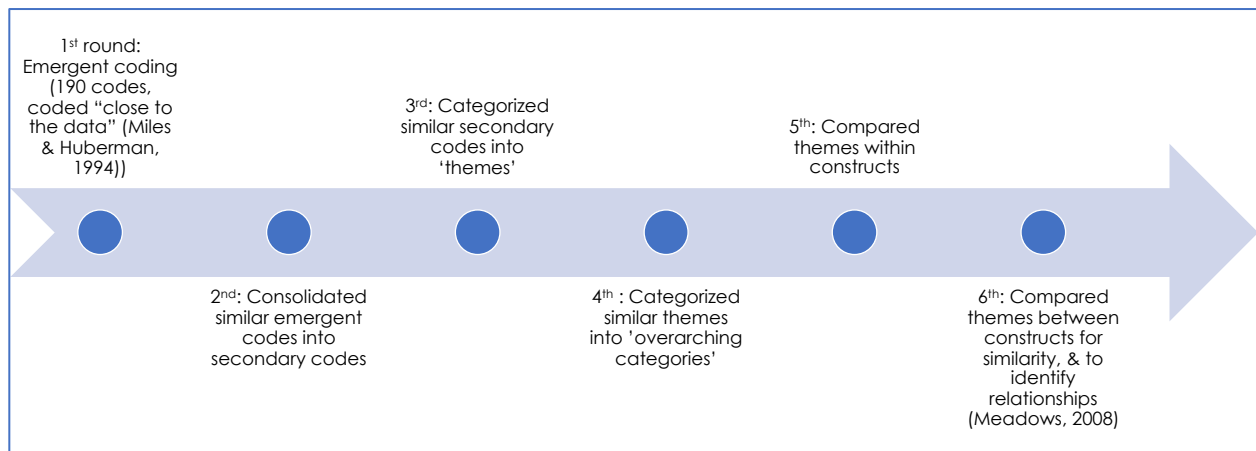 1st round:
Emergent coding
(190 codes,
coded “close to
the data” (Miles
& Huberman,
1994))
2nd: Consolidated
similar emergent
codes into
secondary codes
3rd: Categorized
similar secondary
codes into
‘themes’
4th : Categorized
similar themes
into ’overarching
categories’
5th: Compared
themes within
constructs
6th: Compared
themes between
constructs for
similarity, & to
identify
relationships
(Meadows, 2008)